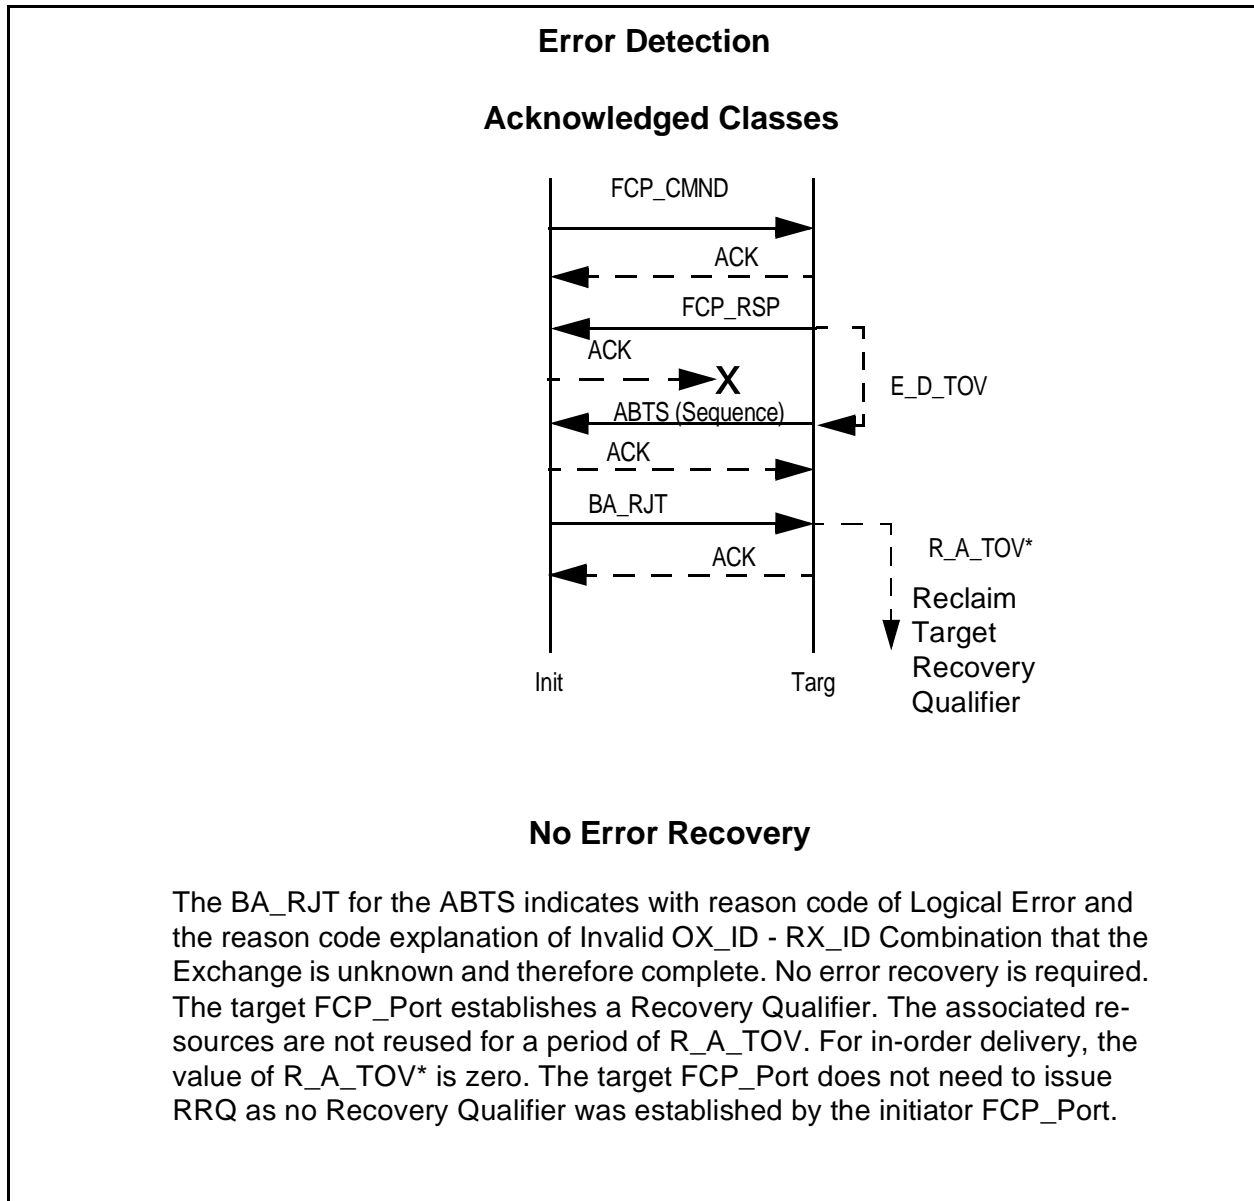 Error Detection
Acknowledged Classes
FCP_CMND
ACK
FCP_RSP
ACK
X
E_D_TOV
ABTS (Sequence)
ACK
BA_RJT
R_A_TOV*
ACK
Reclaim
Target
Recovery
Qualifier
Init
Targ
No Error Recovery
The BA_RJT for the ABTS indicates with reason code of Logical Error and
the reason code explanation of Invalid OX_ID - RX_ID Combination that the
Exchange is unknown and therefore complete. No error recovery is required.
The target FCP_Port establishes a Recovery Qualifier. The associated re-
sources are not reused for a period of R_A_TOV. For in-order delivery, the
value of R_A_TOV* is zero. The target FCP_Port does not need to issue
RRQ as no Recovery Qualifier was established by the initiator FCP_Port.